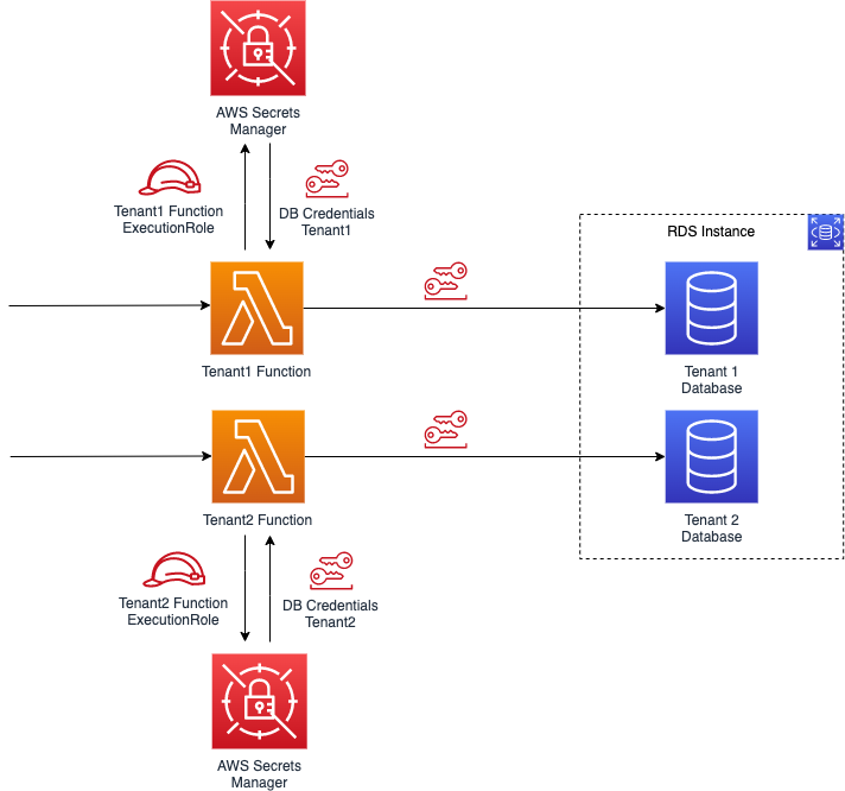 AWS Secrets
Manager
Tenant1 Function
ExecutionRole
DB Credentials
Tenant1
RDS Instance
Tenant1 Function
Tenant 1
Database
Tenant2 Function
Tenant 2
Database
Tenant2 Function
ExecutionRole
DB Credentials
Tenant2
AWS Secrets
Manager